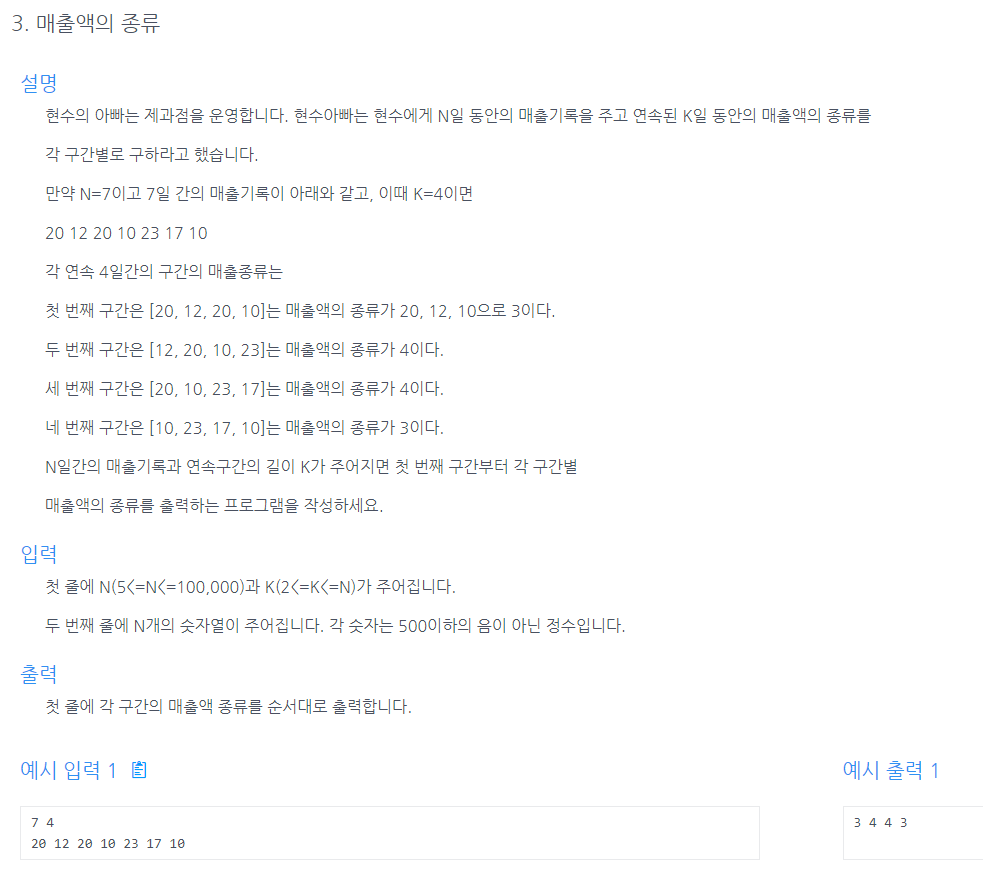 3. 매출액의 종류
설명
현수의 아빠는 제과점을 운영합니다. 현수아빠는 현수에게 N일 동안의 매출기록을 주고 연속된 K일 동안의 매출액의 종류를
각 구간별로 구하라고 했습니다.
만약 N=7이고 7일 간의 매출기록이 아래와 같고, 이때 K=4이면
20 12 20 10 23 17 10
각 연속 4일간의 구간의 매출종류는
첫 번째 구간은 [20, 12, 20, 10]는 매출액의 종류가 20, 12, 10으로 3이다.
두 번째 구간은 [12, 20, 10, 23]는 매출액의 종류가 4이다.
세 번째 구간은 [20, 10, 23, 17]는 매출액의 종류가 4이다.
네 번째 구간은 [10, 23, 17, 10]는 매출액의 종류가 3이다.
N일간의 매출기록과 연속구간의 길이 K가 주어지면 첫 번째 구간부터 각 구간별
매출액의 종류를 출력하는 프로그램을 작성하세요.
입력
첫 줄에 N(5<=N<=100,000)과 K(2<=K<=N)가 주어집니다.
두 번째 줄에 N개의 숫자열이 주어집니다. 각 숫자는 500이하의 음이 아닌 정수입니다.
출력
첫 줄에 각 구간의 매출액 종류를 순서대로 출력합니다.
예시 입력 1
7 4
20 12 20 10 23 17 10
예시 출력 1
3 4 4 3